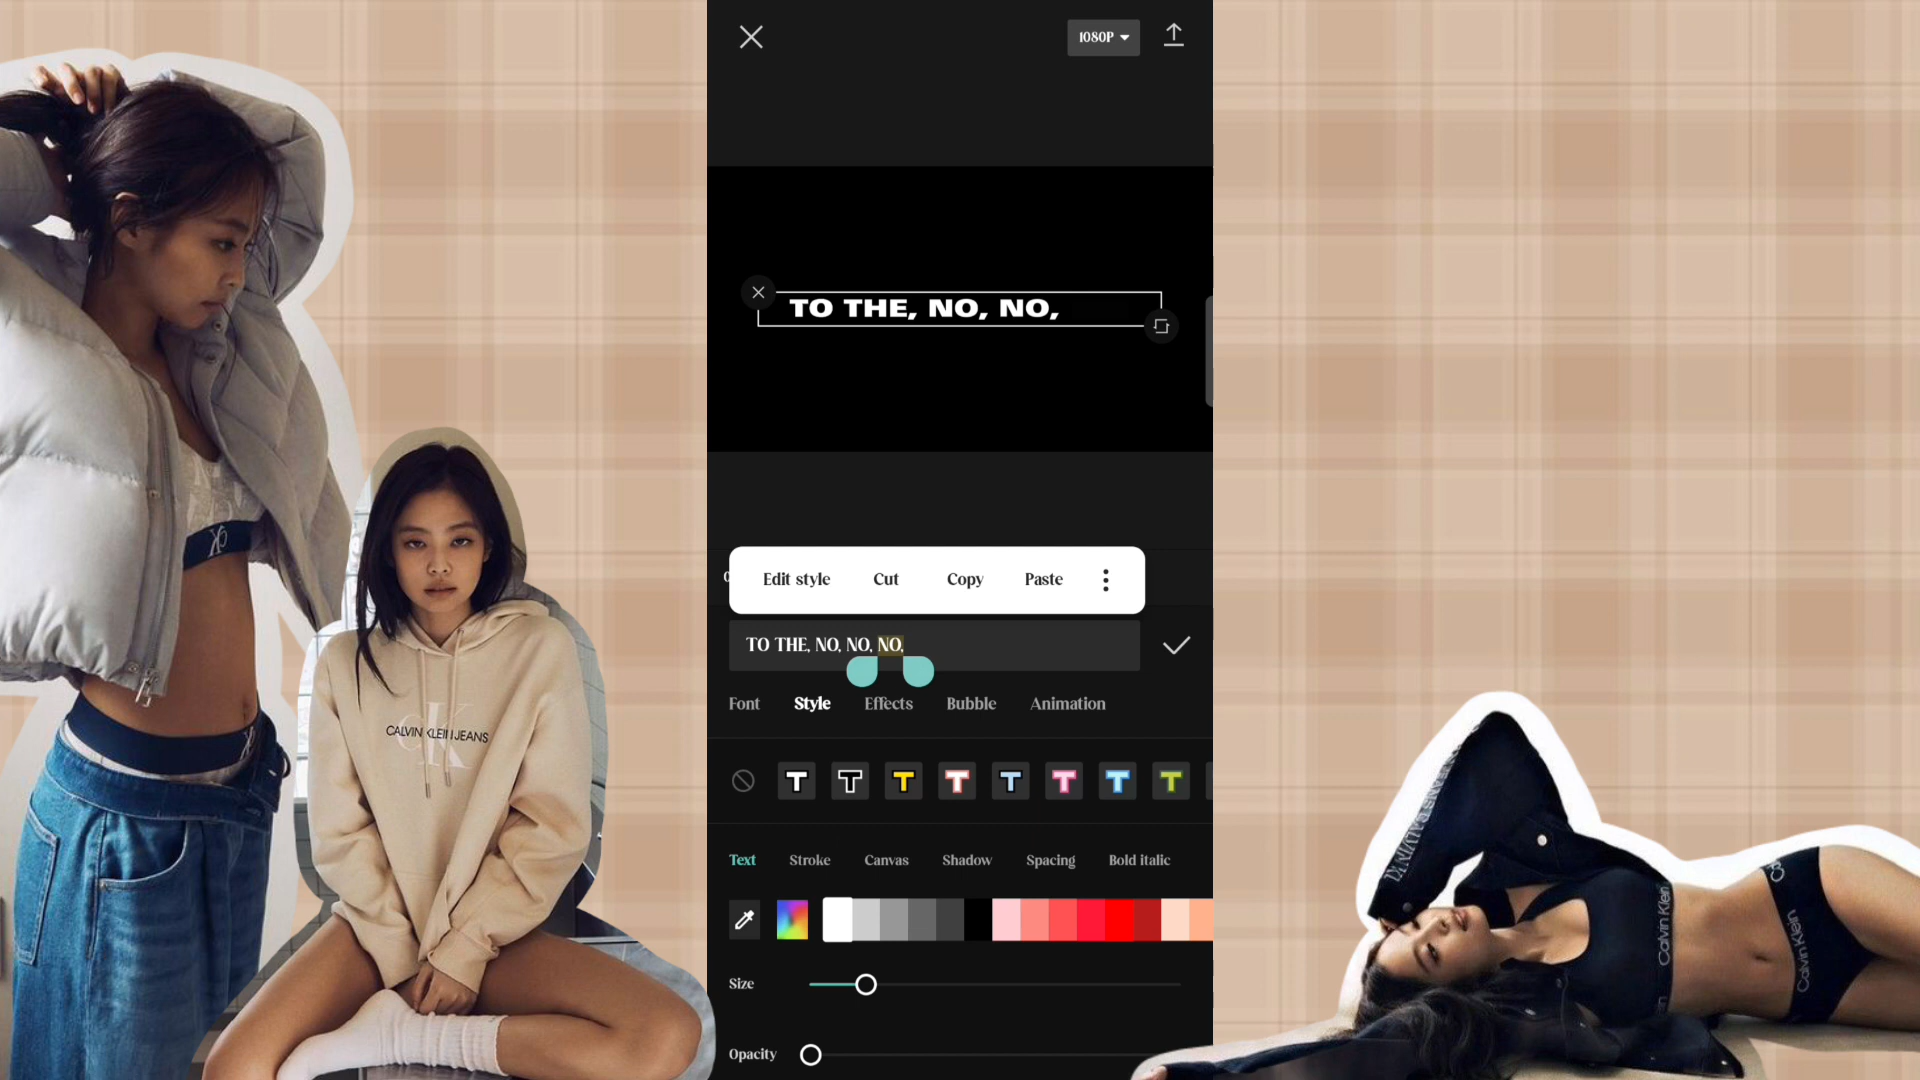 1080P
TO THE, NO, NO,
Edit style Cut Copy Paste
TO THE, NO, NO, NO,
Font Style Effects Bubble Animation
T T T T T T T T
Text Stroke Canvas Shadow Spacing Bold italic
Size
Opacity
CK
CALVIN KLEIN JEANS
Calvin Klein
Calvin Klein